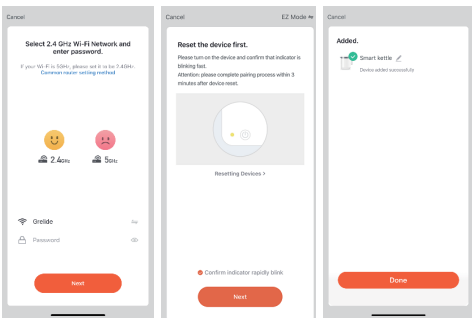 Cancel
Select 2.4 GHz Wi-Fi Network and
enter password.
If your Wi-Fi is 5GHz, please set it to be 2.4GHz.
Common router setting method
2.4GHz
5GHz
Grelide
Password
Next
Cancel
EZ Mode
Reset the device first.
Please turn on the device and confirm that indicator is
blinking fast.
Attention: please complete pairing process within 3
minutes after device reset.
Resetting Devices >
Confirm indicator rapidly blink
Next
Cancel
Added.
Smart kettle
Device added successfully
Done